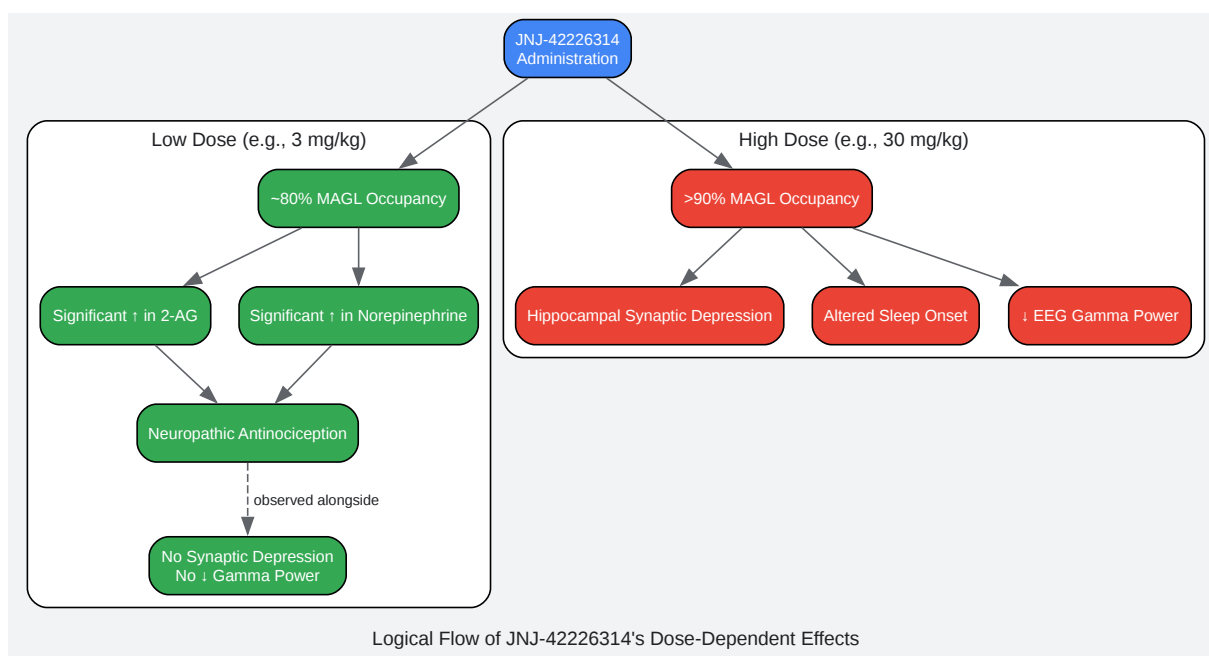 JNJ-42226314
Administration
Low Dose (e.g., 3 mg/kg)
~80% MAGL Occupancy
Significant ↑ in 2-AG
Significant ↑ in Norepinephrine
Neuropathic Antinociception
observed alongside
No Synaptic Depression
No ↓ Gamma Power
High Dose (e.g., 30 mg/kg)
>90% MAGL Occupancy
Hippocampal Synaptic Depression
Altered Sleep Onset
↓ EEG Gamma Power
Logical Flow of JNJ-42226314's Dose-Dependent Effects